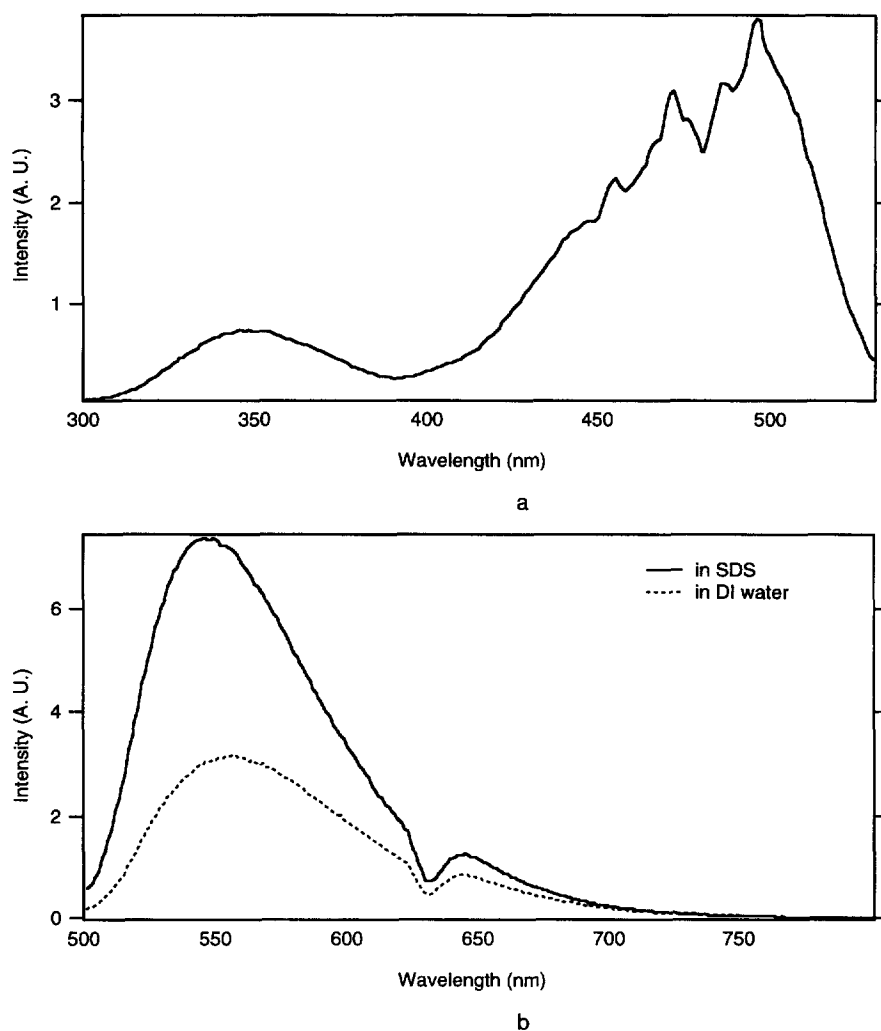 3
2
1
Intensity (A. U.)
300 350 400 450 500
Wavelength (nm)
a
in SDS
in DI water
6
4
2
0
Intensity (A. U.)
500 550 600 650 700 750
Wavelength (nm)
b